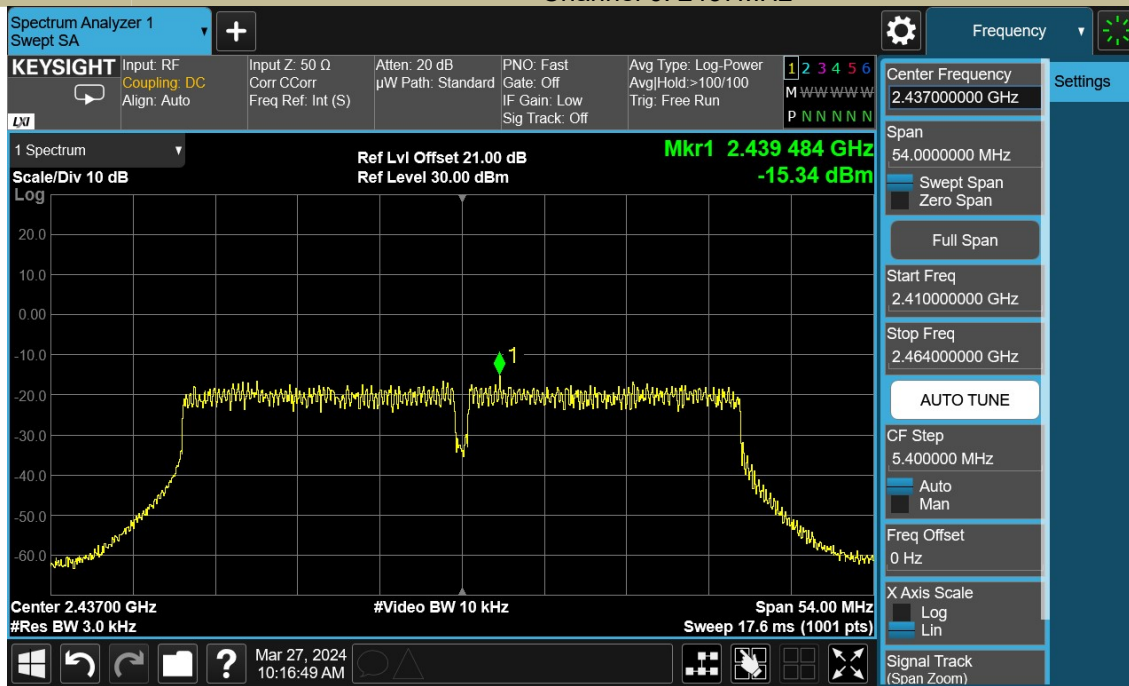 Spectrum Analyzer 1
Swept SA
+
Frequency
KEYSIGHT
LXI
Input: RF
Coupling: DC
Align: Auto
Input Z: 50 Ω
Corr CCorr
Freq Ref: Int (S)
Atten: 20 dB
µW Path: Standard
PNO: Fast
Gate: Off
IF Gain: Low
Sig Track: Off
Avg Type: Log-Power
Avg|Hold:>100/100
Trig: Free Run
1 2 3 4 5 6
M W W W W W
P N N N N N
1 Spectrum
Scale/Div 10 dB
Log
Ref Lvl Offset 21.00 dB
Ref Level 30.00 dBm
Mkr1 2.439 484 GHz
-15.34 dBm
20.0
10.0
0.00
-10.0
-20.0
-30.0
-40.0
-50.0
-60.0
1
Center 2.43700 GHz
#Res BW 3.0 kHz
#Video BW 10 kHz
Span 54.00 MHz
Sweep 17.6 ms (1001 pts)
?
Mar 27, 2024
10:16:49 AM
Center Frequency
2.437000000 GHz
Span
54.0000000 MHz
Swept Span
Zero Span
Full Span
Start Freq
2.410000000 GHz
Stop Freq
2.464000000 GHz
AUTO TUNE
CF Step
5.400000 MHz
Auto
Man
Freq Offset
0 Hz
X Axis Scale
Log
Lin
Signal Track
(Span Zoom)
Settings